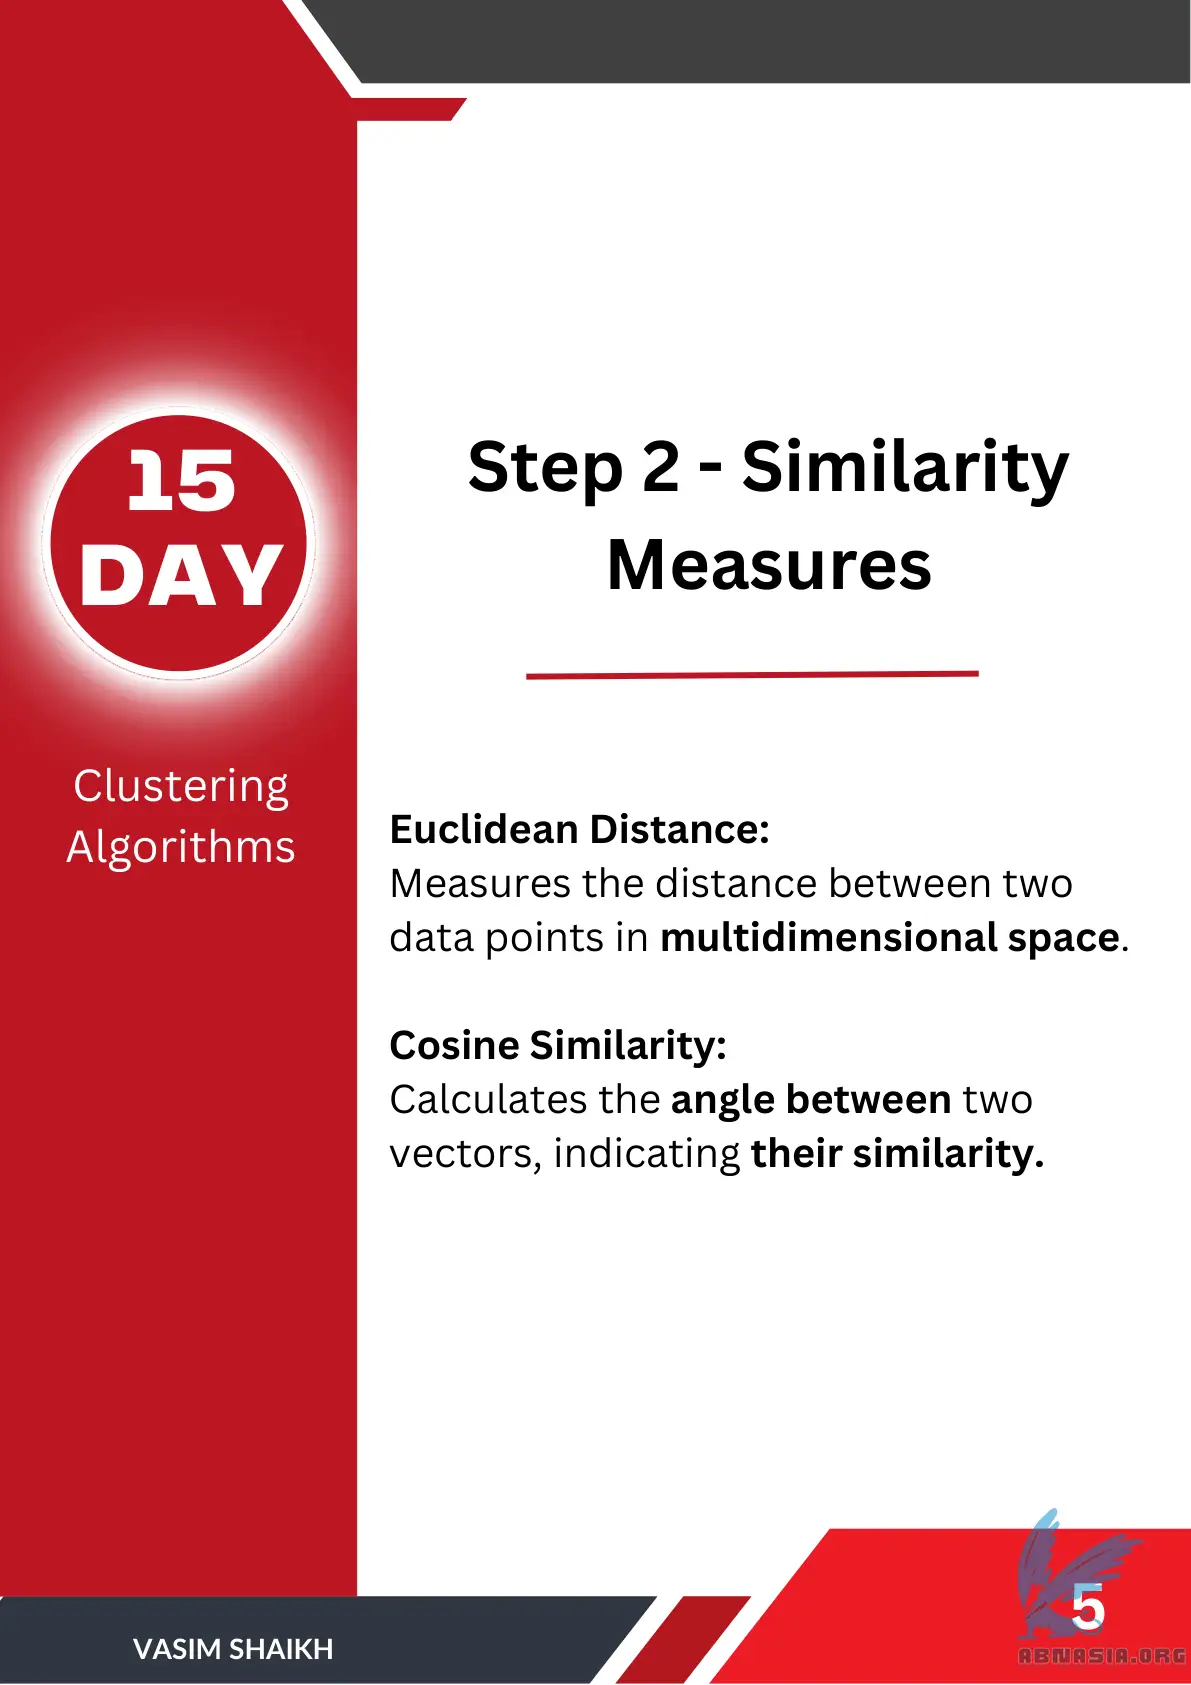 15
DAY
Clustering
Algorithms
Step 2 - Similarity
Measures
Euclidean Distance:
Measures the distance between two
data points in multidimensional space.
Cosine Similarity:
Calculates the angle between two
vectors, indicating their similarity.
VASIM SHAIKH
5
ABNASIA.ORG